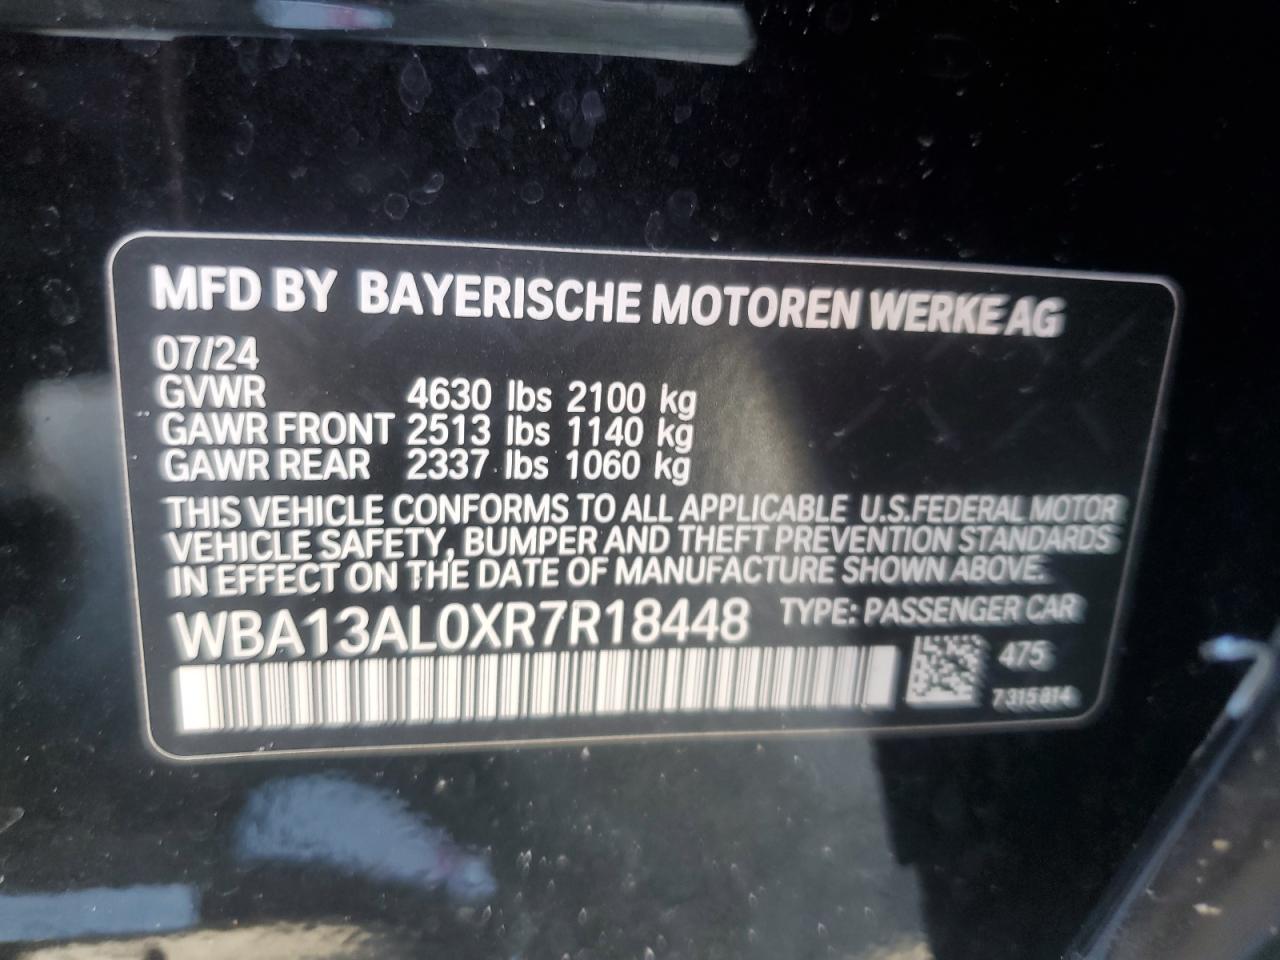 MFD BY BAYERISCHE MOTOREN WERKE AG
07/24
GVWR 4630 lbs 2100 kg
GAWR FRONT 2513 lbs 1140 kg
GAWR REAR 2337 lbs 1060 kg
THIS VEHICLE CONFORMS TO ALL APPLICABLE U.S.FEDERAL MOTOR
VEHICLE SAFETY, BUMPER AND THEFT PREVENTION STANDARDS
IN EFFECT ON THE DATE OF MANUFACTURE SHOWN ABOVE.
WBA13AL0XR7R18448 TYPE: PASSENGER CAR
475
7 315 814